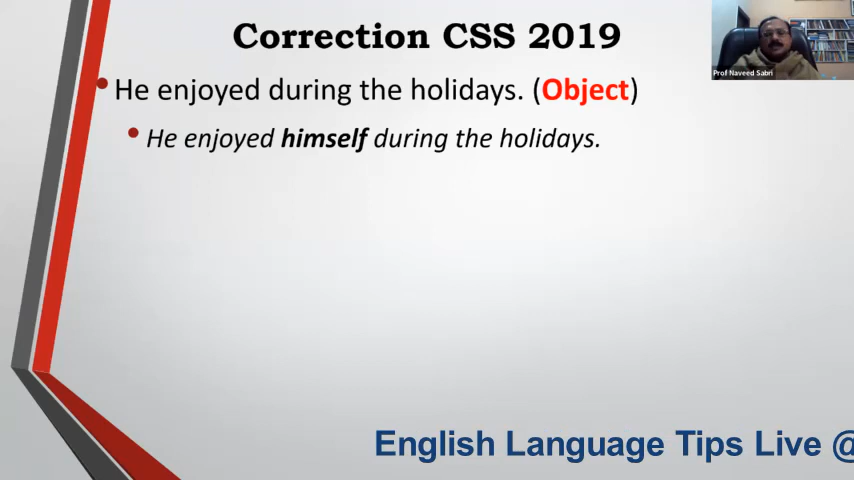 Correction CSS 2019
Prof Naveed Sabri
He enjoyed during the holidays. (Object)
He enjoyed himself during the holidays.
English Language Tips Live @